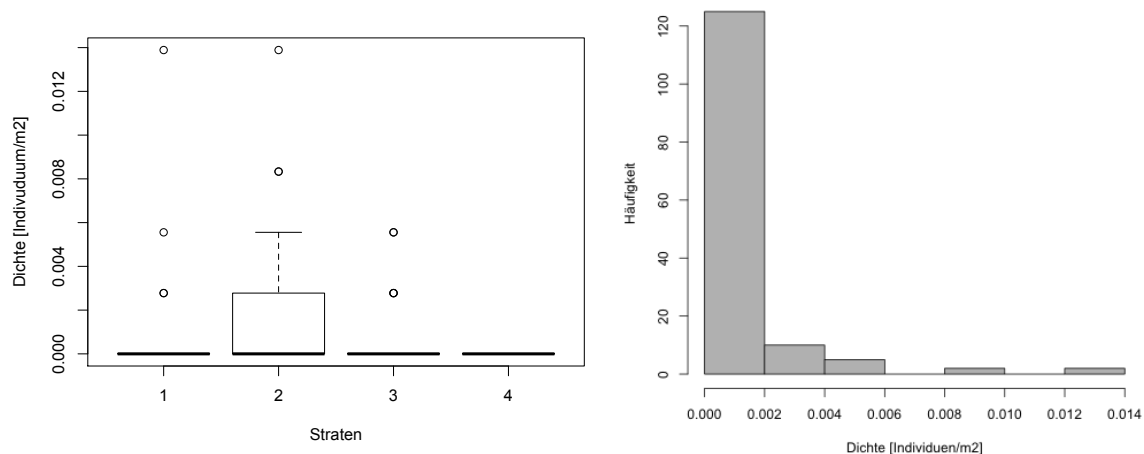 0.012
0.008
0.004
0.000
Dichte [Indivuduum/m2]
1 2 3 4
Straten
120
100
80
60
40
20
0
Häufigkeit
0.000 0.002 0.004 0.006 0.008 0.010 0.012 0.014
Dichte [Individuen/m2]